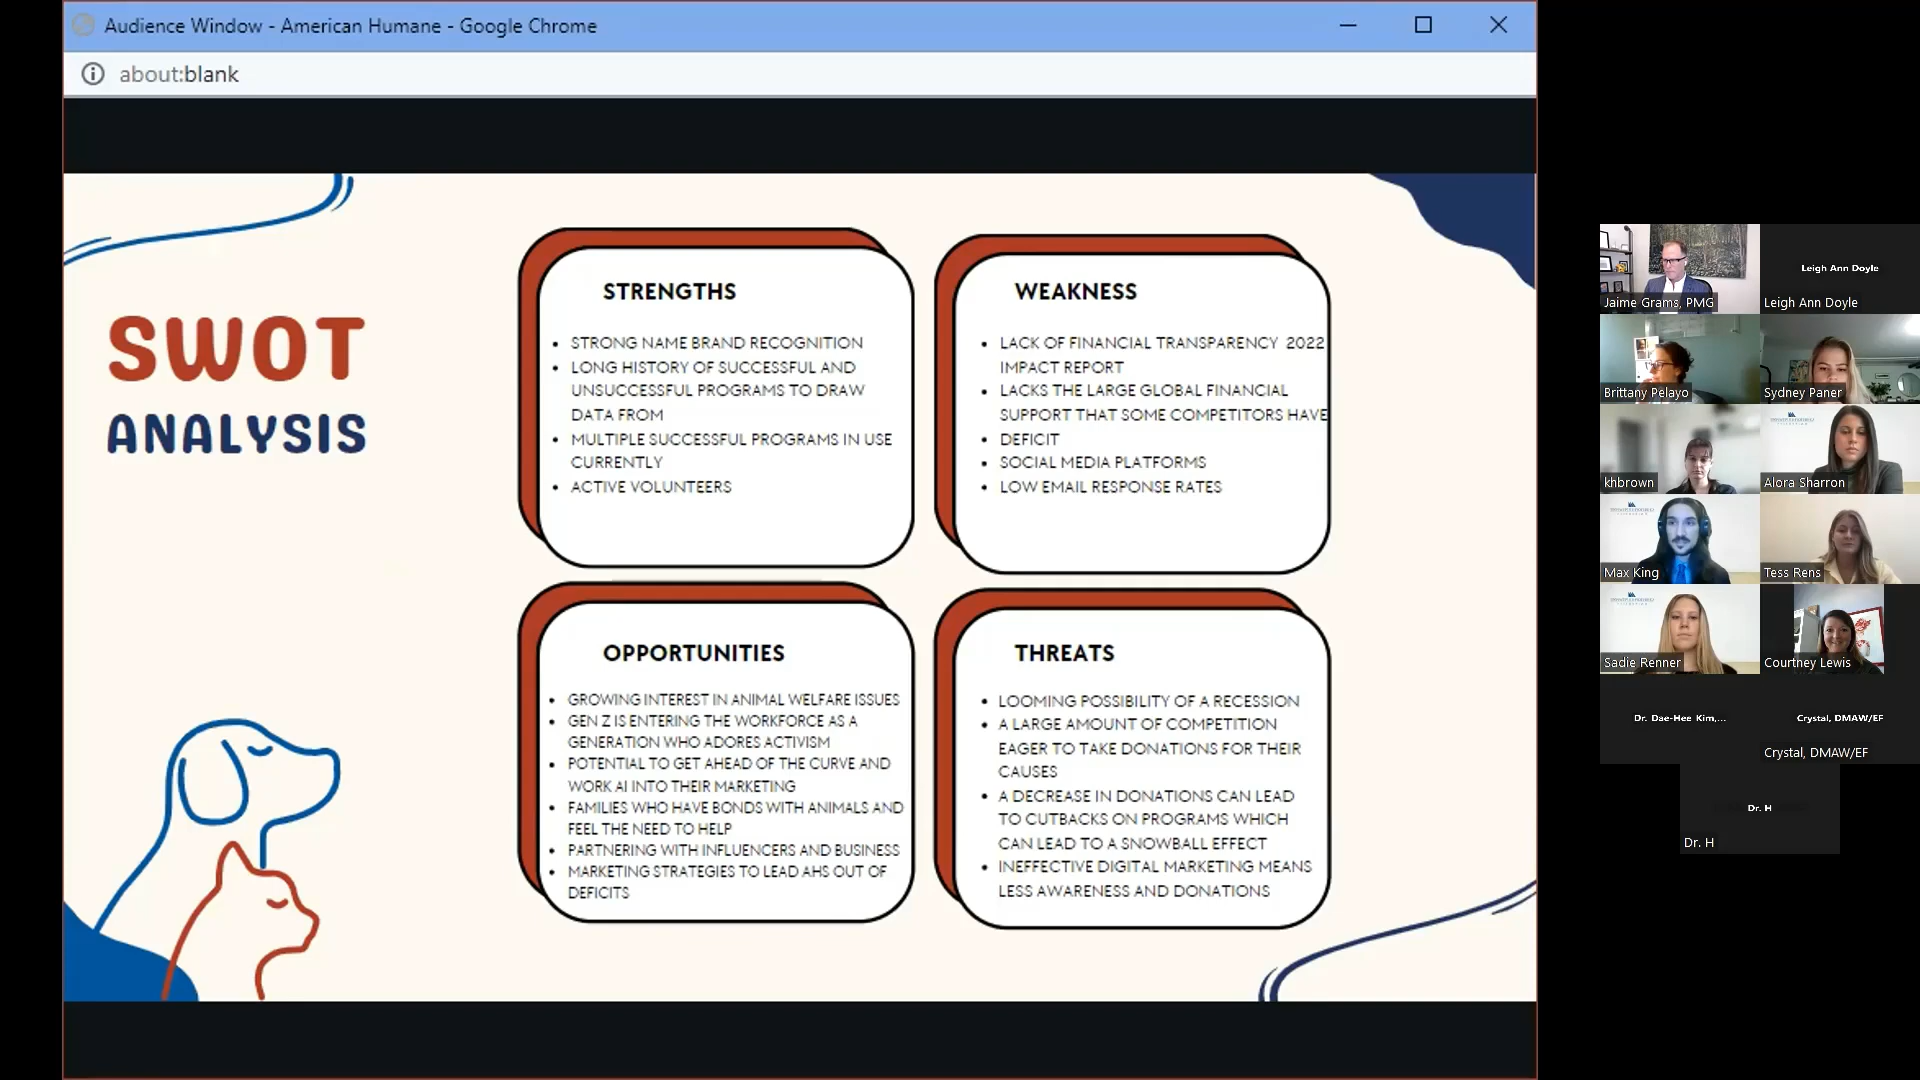 Audience Window - American Humane - Google Chrome
about:blank
SWOT
ANALYSIS
STRENGTHS
• STRONG NAME BRAND RECOGNITION
• LONG HISTORY OF SUCCESSFUL AND
UNSUCCESSFUL PROGRAMS TO DRAW
DATA FROM
• MULTIPLE SUCCESSFUL PROGRAMS IN USE
CURRENTLY
• ACTIVE VOLUNTEERS
WEAKNESS
• LACK OF FINANCIAL TRANSPARENCY 2022
IMPACT REPORT
• LACKS THE LARGE GLOBAL FINANCIAL
SUPPORT THAT SOME COMPETITORS HAVE
• DEFICIT
• SOCIAL MEDIA PLATFORMS
• LOW EMAIL RESPONSE RATES
OPPORTUNITIES
• GROWING INTEREST IN ANIMAL WELFARE ISSUES
• GEN Z IS ENTERING THE WORKFORCE AS A
GENERATION WHO ADORES ACTIVISM
• POTENTIAL TO GET AHEAD OF THE CURVE AND
WORK AI INTO THEIR MARKETING
• FAMILIES WHO HAVE BONDS WITH ANIMALS AND
FEEL THE NEED TO HELP
• PARTNERING WITH INFLUENCERS AND BUSINESS
• MARKETING STRATEGIES TO LEAD AHS OUT OF
DEFICITS
THREATS
• LOOMING POSSIBILITY OF A RECESSION
• A LARGE AMOUNT OF COMPETITION
EAGER TO TAKE DONATIONS FOR THEIR
CAUSES
• A DECREASE IN DONATIONS CAN LEAD
TO CUTBACKS ON PROGRAMS WHICH
CAN LEAD TO A SNOWBALL EFFECT
• INEFFECTIVE DIGITAL MARKETING MEANS
LESS AWARENESS AND DONATIONS
Jaime Grams, PMG
Leigh Ann Doyle
Leigh Ann Doyle
Brittany Pelayo
Sydney Paner
khbrown
Alora Sharron
Max King
Tess Rens
Sadie Renner
Courtney Lewis
Dr. Dae-Hee Kim,...
Crystal, DMAW/EF
Crystal, DMAW/EF
Dr. H
Dr. H